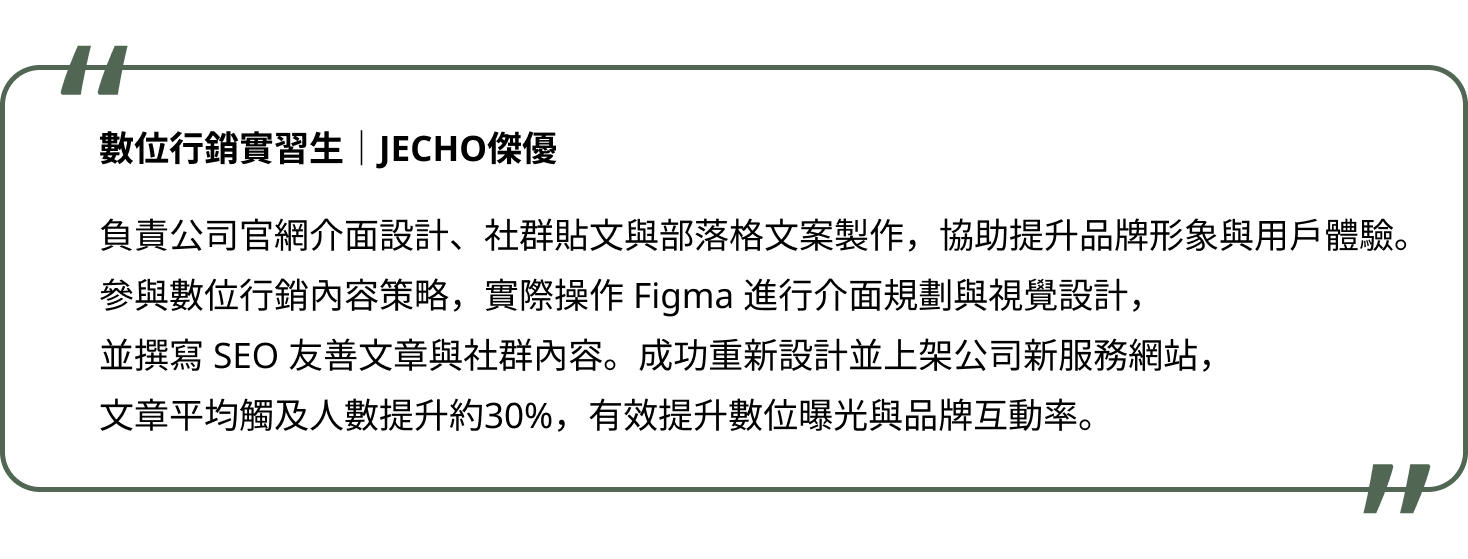 數位行銷實習生｜JECHO傑優
負責公司官網介面設計、社群貼文與部落格文案製作，協助提升品牌形象與用戶體驗。
參與數位行銷內容策略，實際操作 Figma 進行介面規劃與視覺設計，
並撰寫 SEO 友善文章與社群內容。成功重新設計並上架公司新服務網站，
文章平均觸及人數提升約30%，有效提升數位曝光與品牌互動率。